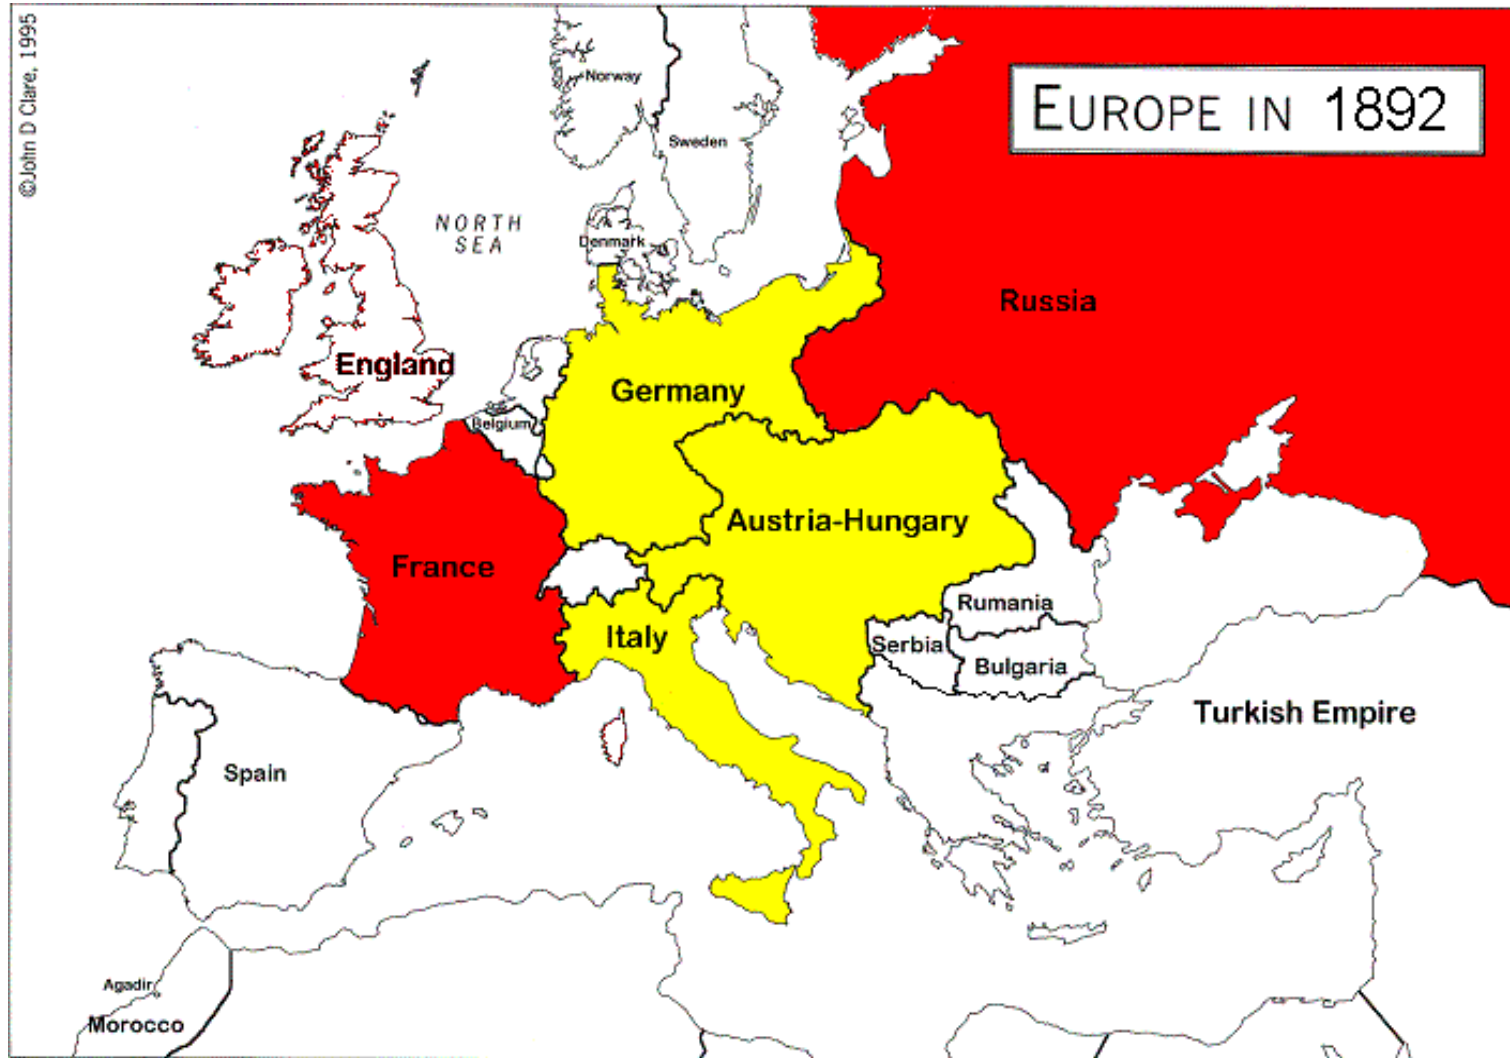 ©John D Clare, 1995
EUROPE IN 1892
Norway
Sweden
NORTH
SEA
Denmark
Russia
England
Germany
Belgium
Austria-Hungary
France
Rumania
Italy
Serbia
Bulgaria
Turkish Empire
Spain
Agadir
Morocco